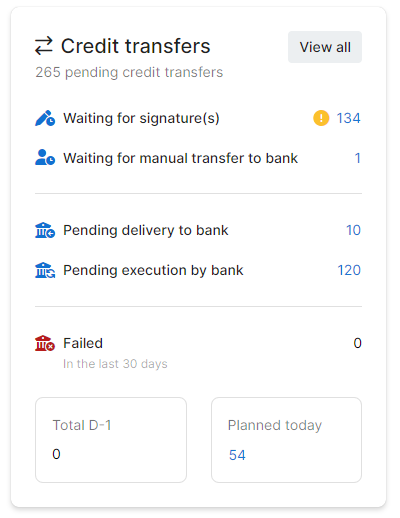 Credit transfers
View all
265 pending credit transfers
Waiting for signature(s) 134
Waiting for manual transfer to bank 1
Pending delivery to bank 10
Pending execution by bank 120
Failed 0
In the last 30 days
Total D-1
0
Planned today
54